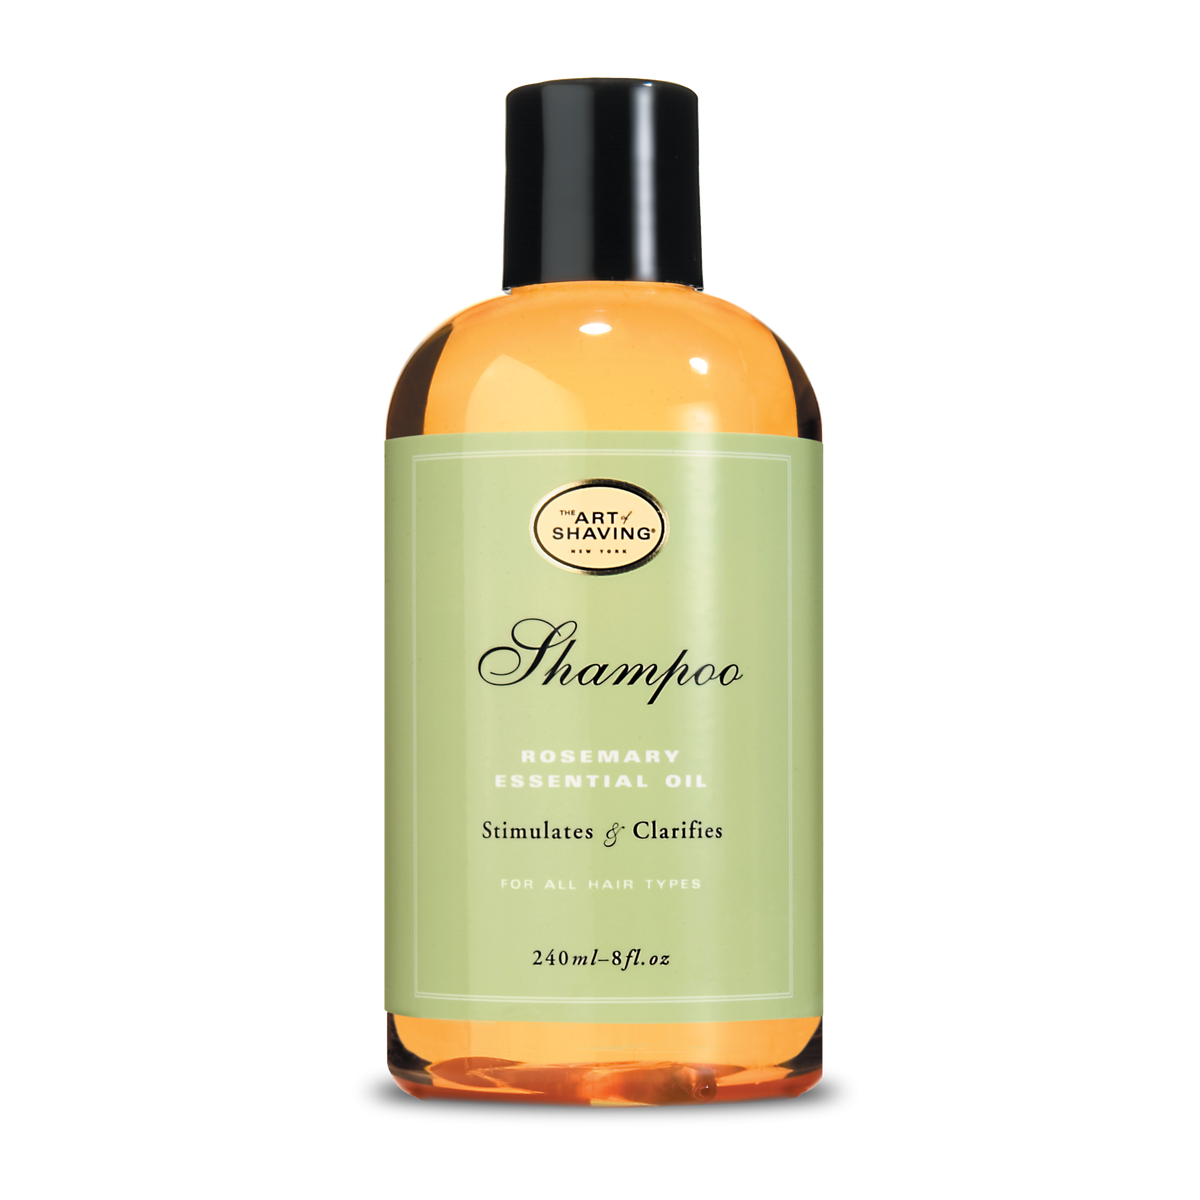 THE ART of
SHAVING®
NEW YORK
Shampoo
ROSEMARY
ESSENTIAL OIL
Stimulates & Clarifies
FOR ALL HAIR TYPES
240ml–8fl.oz